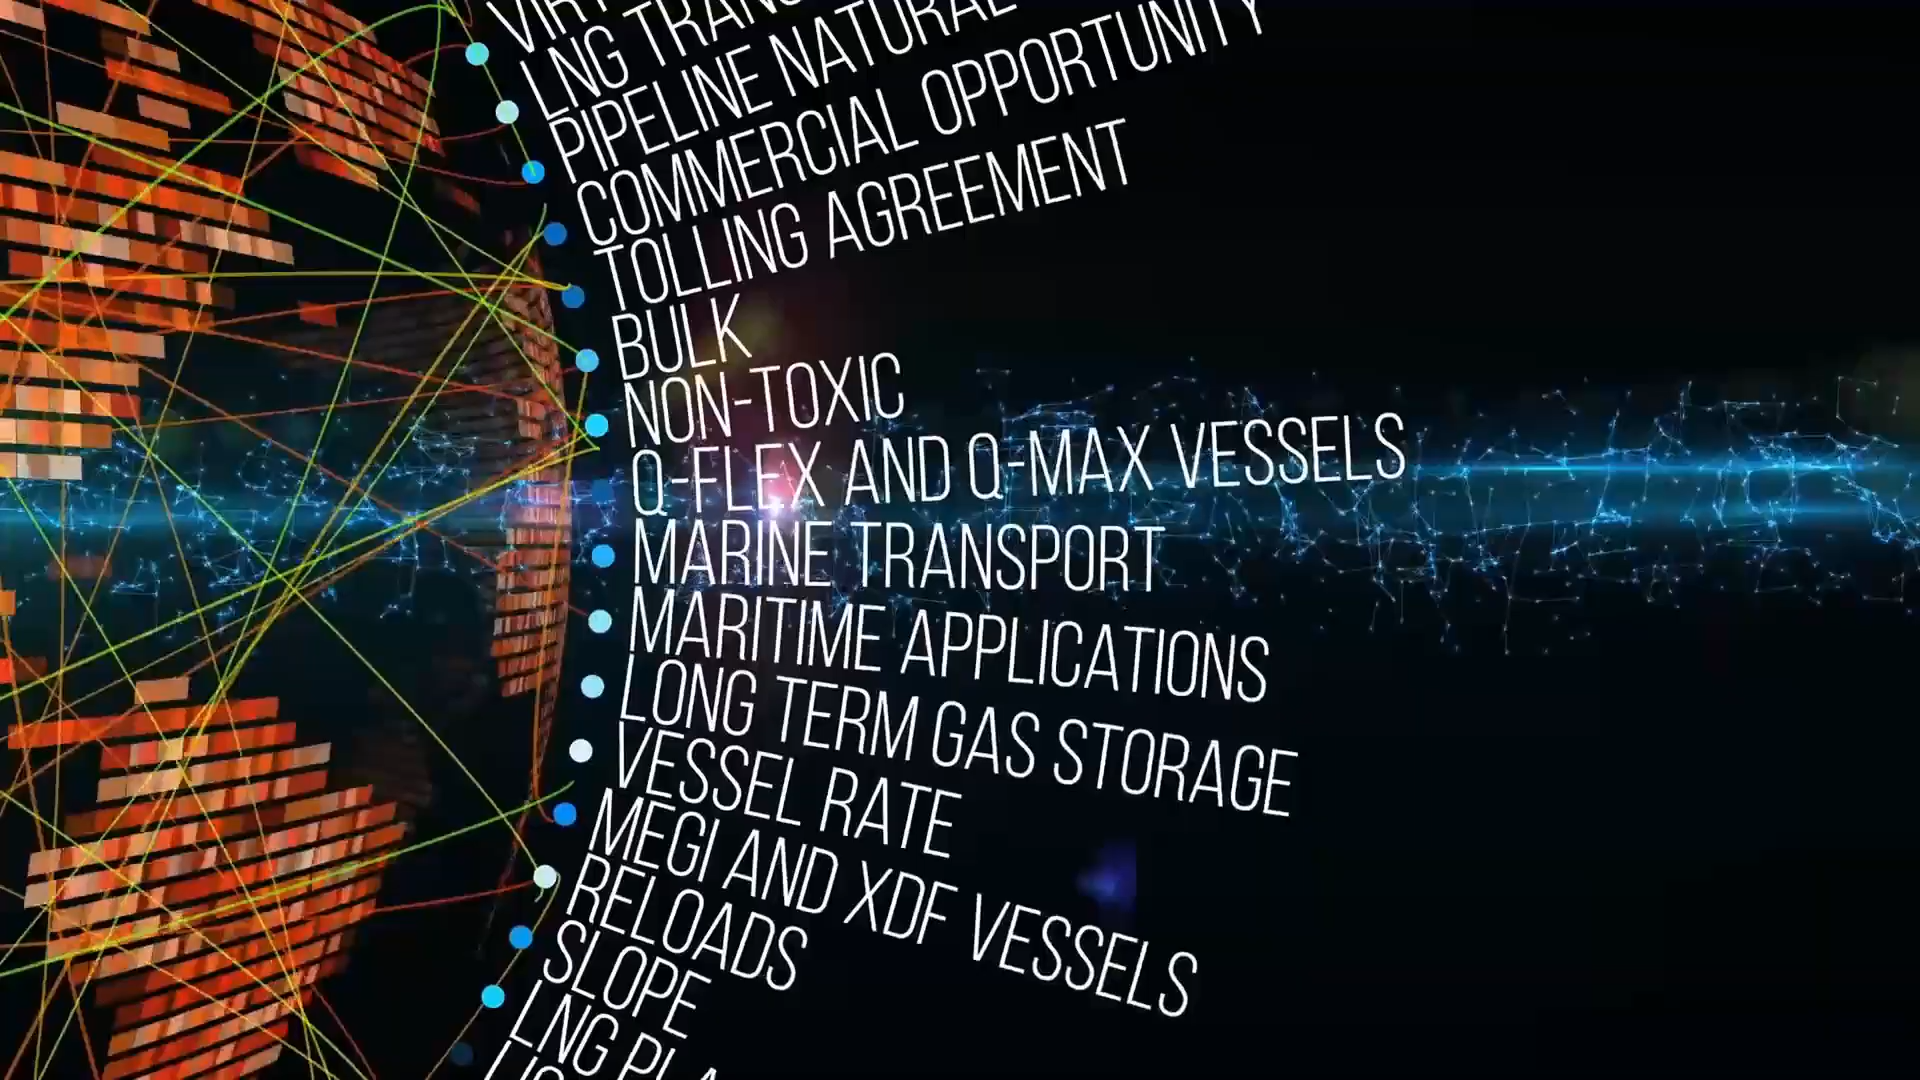 LNG
PIPELINE NATURAL
COMMERCIAL OPPORTUNITY
TOLLING AGREEMENT
BULK
NON-TOXIC
Q-FLEX AND Q-MAX VESSELS
MARINE TRANSPORT
MARITIME APPLICATIONS
LONG TERM GAS STORAGE
VESSEL RATE
MEGI AND XDF VESSELS
RELOADS
SLOPE
LNG